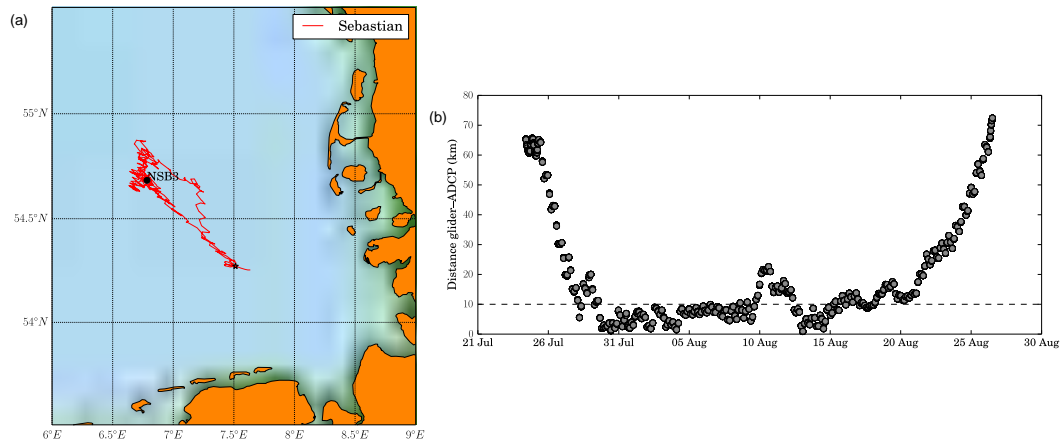 (a)
Sebastian
55°N
54.5°N
54°N
NSB3
6°E
6.5°E
7°E
7.5°E
8°E
8.5°E
9°E
(b)
Distance glider–ADCP (km)
80
70
60
50
40
30
20
10
0
21 Jul
26 Jul
31 Jul
05 Aug
10 Aug
15 Aug
20 Aug
25 Aug
30 Aug